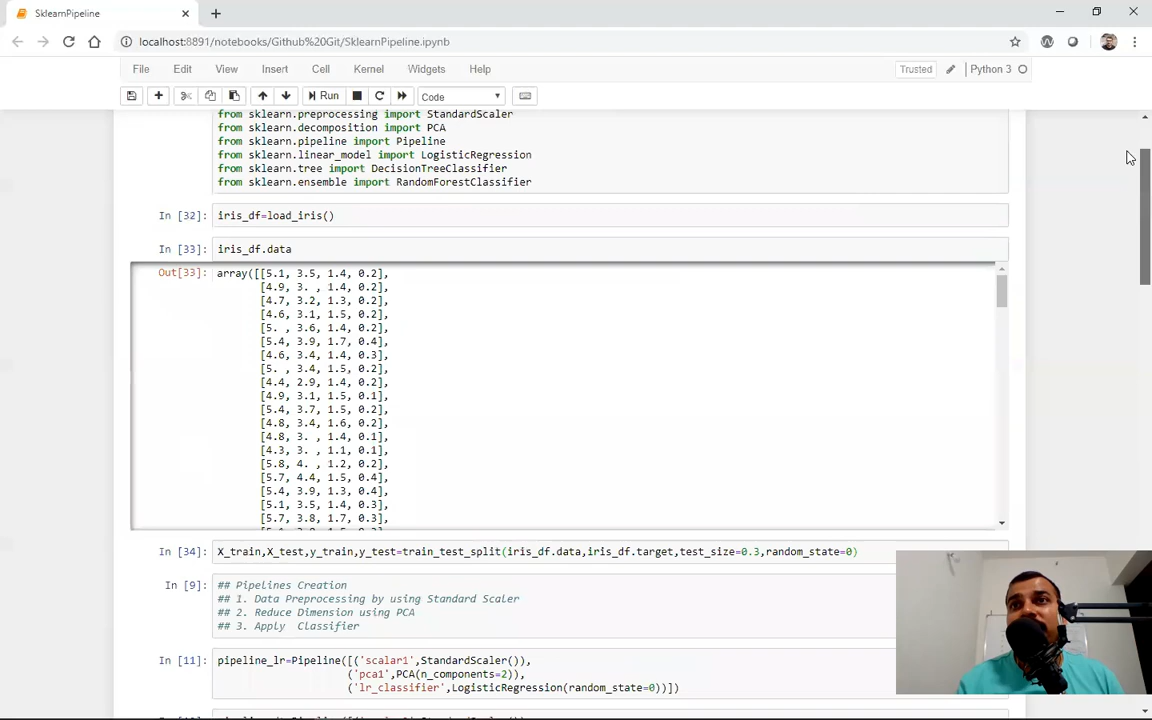 SklearnPipeline
localhost:8891/notebooks/Github%20Git/SklearnPipeline.ipynb
File Edit View Insert Cell Kernel Widgets Help Trusted Python 3
Run Code
from sklearn.preprocessing import StandardScaler
from sklearn.decomposition import PCA
from sklearn.pipeline import Pipeline
from sklearn.linear_model import LogisticRegression
from sklearn.tree import DecisionTreeClassifier
from sklearn.ensemble import RandomForestClassifier
In [32]: iris_df=load_iris()
In [33]: iris_df.data
Out[33]: array([[5.1, 3.5, 1.4, 0.2],
[4.9, 3. , 1.4, 0.2],
[4.7, 3.2, 1.3, 0.2],
[4.6, 3.1, 1.5, 0.2],
[5. , 3.6, 1.4, 0.2],
[5.4, 3.9, 1.7, 0.4],
[4.6, 3.4, 1.4, 0.3],
[5. , 3.4, 1.5, 0.2],
[4.4, 2.9, 1.4, 0.2],
[4.9, 3.1, 1.5, 0.1],
[5.4, 3.7, 1.5, 0.2],
[4.8, 3.4, 1.6, 0.2],
[4.8, 3. , 1.4, 0.1],
[4.3, 3. , 1.1, 0.1],
[5.8, 4. , 1.2, 0.2],
[5.7, 4.4, 1.5, 0.4],
[5.4, 3.9, 1.3, 0.4],
[5.1, 3.5, 1.4, 0.3],
[5.7, 3.8, 1.7, 0.3],
In [34]: X_train,X_test,y_train,y_test=train_test_split(iris_df.data,iris_df.target,test_size=0.3,random_state=0)
In [9]: ## Pipelines Creation
## 1. Data Preprocessing by using Standard Scaler
## 2. Reduce Dimension using PCA
## 3. Apply  Classifier
In [11]: pipeline_lr=Pipeline([('scalar1',StandardScaler()),
('pca1',PCA(n_components=2)),
('lr_classifier',LogisticRegression(random_state=0))])